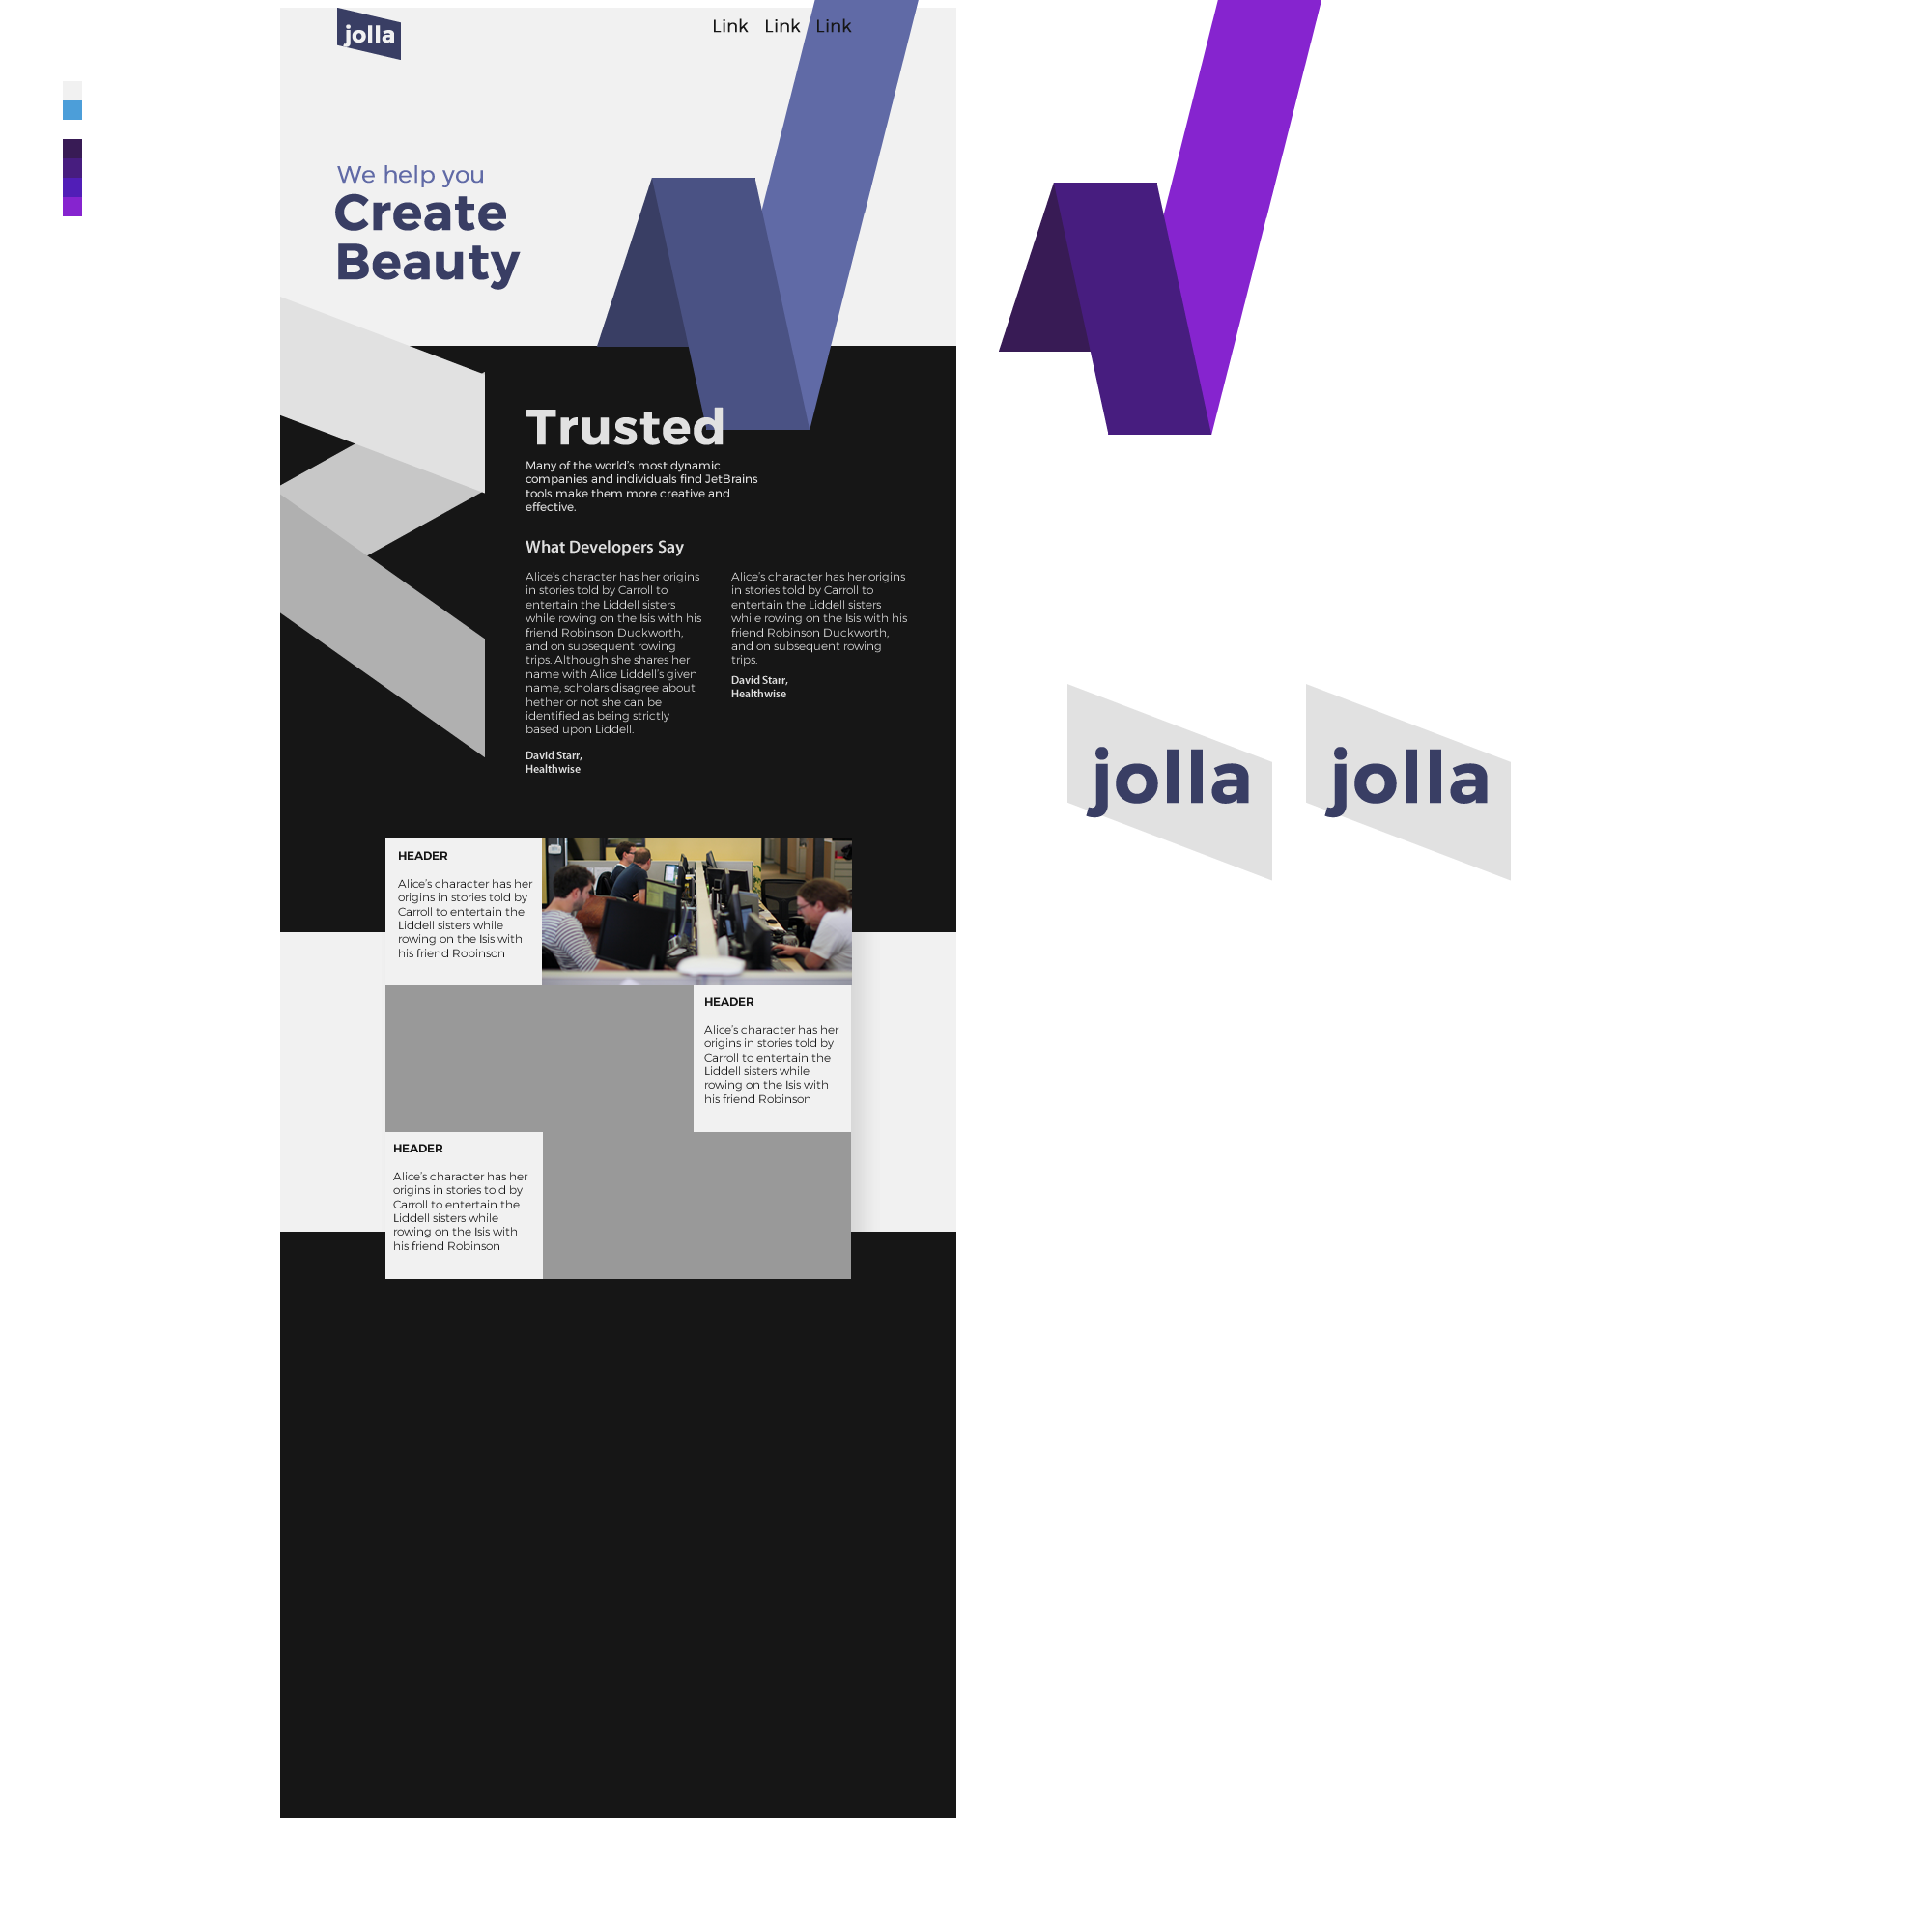 jolla
Link Link Link
We help you
Create
Beauty
Trusted
Many of the world's most dynamic
companies and individuals find JetBrains
tools make them more creative and
effective.
What Developers Say
Alice's character has her origins
in stories told by Carroll to
entertain the Liddell sisters
while rowing on the Isis with his
friend Robinson Duckworth,
and on subsequent rowing
trips. Although she shares her
name with Alice Liddell's given
name, scholars disagree about
hether or not she can be
identified as being strictly
based upon Liddell.
David Starr,
Healthwise
Alice's character has her origins
in stories told by Carroll to
entertain the Liddell sisters
while rowing on the Isis with his
friend Robinson Duckworth,
and on subsequent rowing
trips.
David Starr,
Healthwise
HEADER
Alice's character has her
origins in stories told by
Carroll to entertain the
Liddell sisters while
rowing on the Isis with
his friend Robinson
HEADER
Alice's character has her
origins in stories told by
Carroll to entertain the
Liddell sisters while
rowing on the Isis with
his friend Robinson
HEADER
Alice's character has her
origins in stories told by
Carroll to entertain the
Liddell sisters while
rowing on the Isis with
his friend Robinson
jolla
jolla